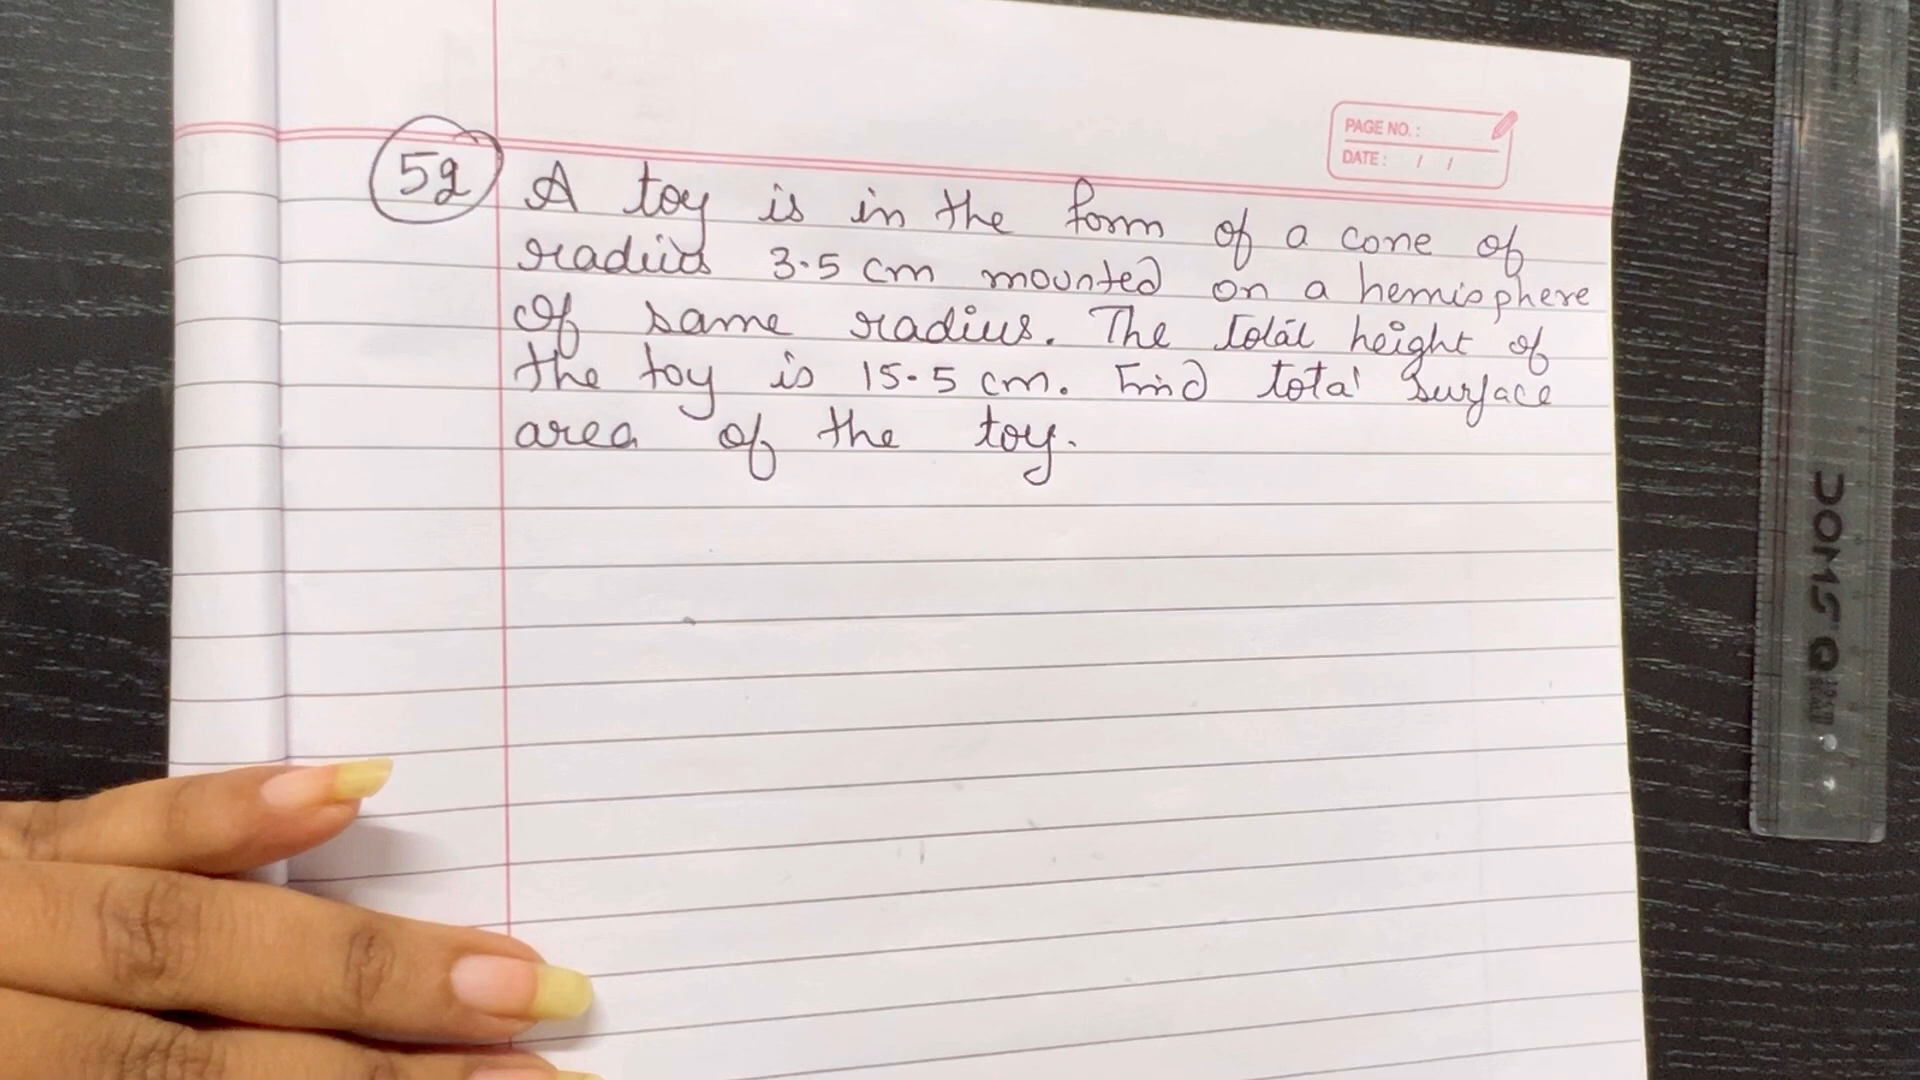 PAGE NO.:
DATE: / /
52 A toy is in the form of a cone of
radius 3.5 cm mounted on a hemisphere
Of same radius. The total height of
the toy is 15.5 cm. Find total surface
area of the toy.
DOMS